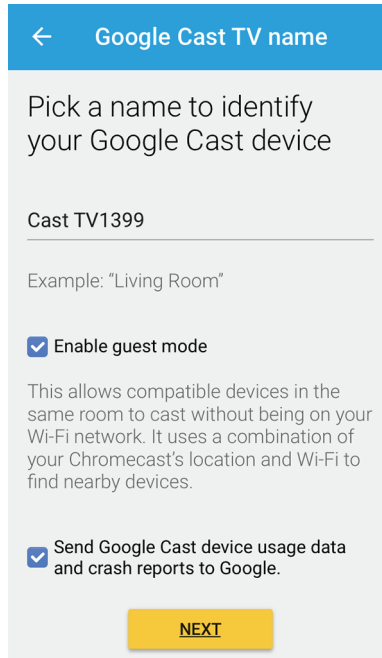 Google Cast TV name
Pick a name to identify
your Google Cast device
Cast TV1399
Example: “Living Room”
Enable guest mode
This allows compatible devices in the
same room to cast without being on your
Wi-Fi network. It uses a combination of
your Chromecast’s location and Wi-Fi to
find nearby devices.
Send Google Cast device usage data
and crash reports to Google.
NEXT